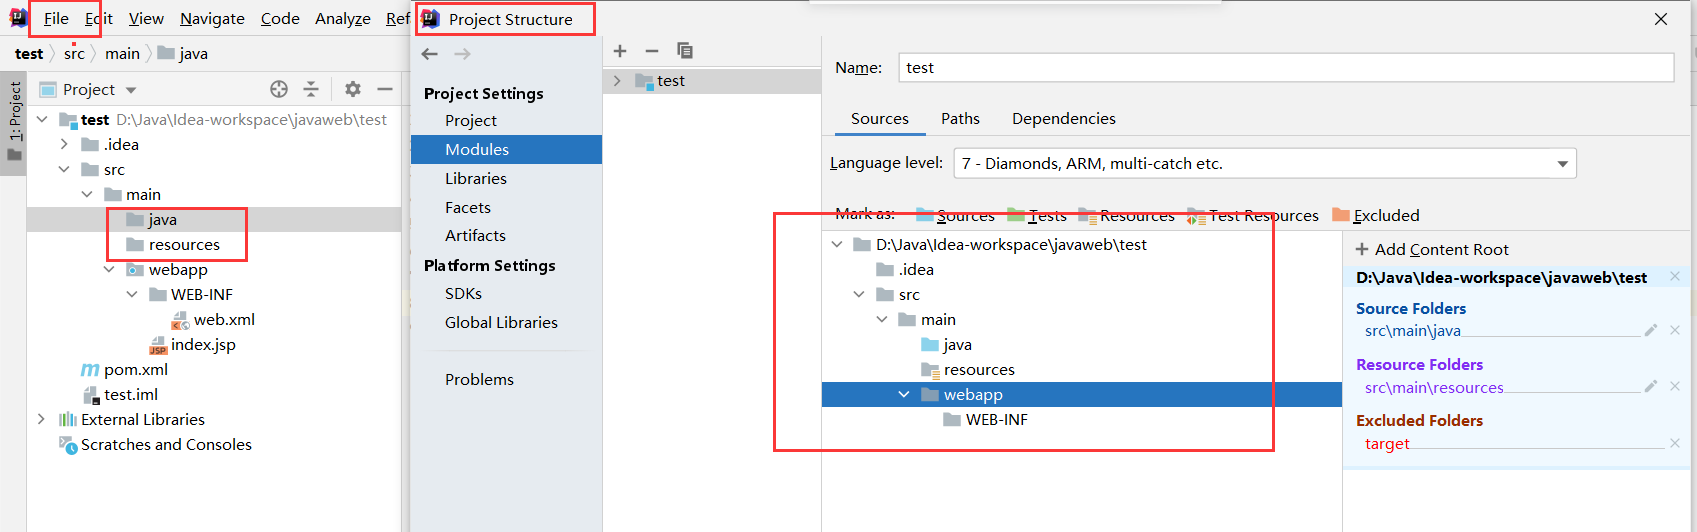 File Edit View Navigate Code Analyze Refa
test src main java
1: Project
Project
test D:\Java\Idea-workspace\javaweb\test
.idea
src
main
java
resources
webapp
WEB-INF
web.xml
index.jsp
pom.xml
test.iml
External Libraries
Scratches and Consoles
Project Structure
Project Settings
Project
Modules
Libraries
Facets
Artifacts
Platform Settings
SDKs
Global Libraries
Problems
test
Name: test
Sources Paths Dependencies
Language level: 7 - Diamonds, ARM, multi-catch etc.
Mark as: Sources Tests Resources Test Resources Excluded
D:\Java\Idea-workspace\javaweb\test
.idea
src
main
java
resources
webapp
WEB-INF
Add Content Root
D:\Java\Idea-workspace\javaweb\test
Source Folders
src\main\java
Resource Folders
src\main\resources
Excluded Folders
target